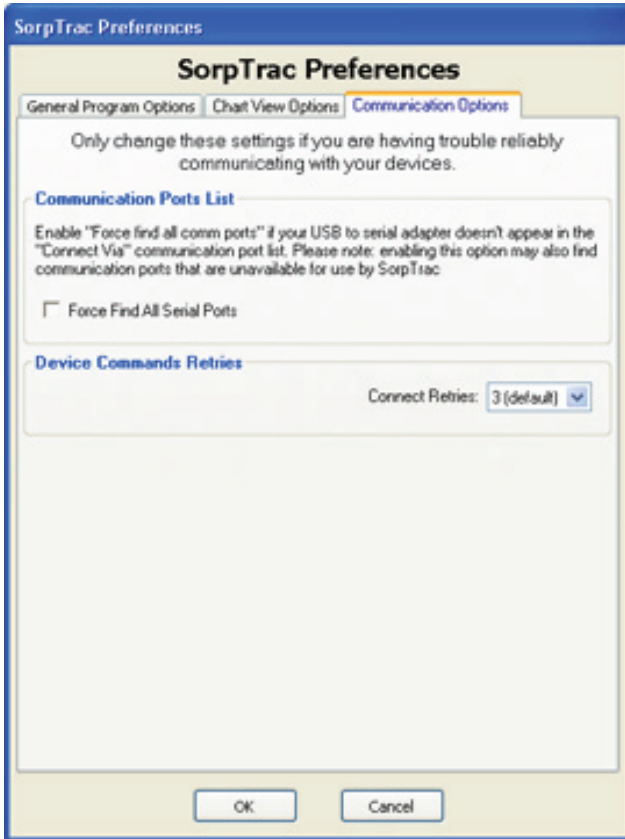 SorpTrac Preferences
SorpTrac Preferences
General Program Options Chart View Options Communication Options
Only change these settings if you are having trouble reliably
communicating with your devices.
Communication Ports List
Enable "Force find all comm ports" if your USB to serial adapter doesn't appear in the
"Connect Via" communication port list. Please note: enabling this option may also find
communication ports that are unavailable for use by SorpTrac
Force Find All Serial Ports
Device Commands Retries
Connect Retries: 3 (default)
OK Cancel